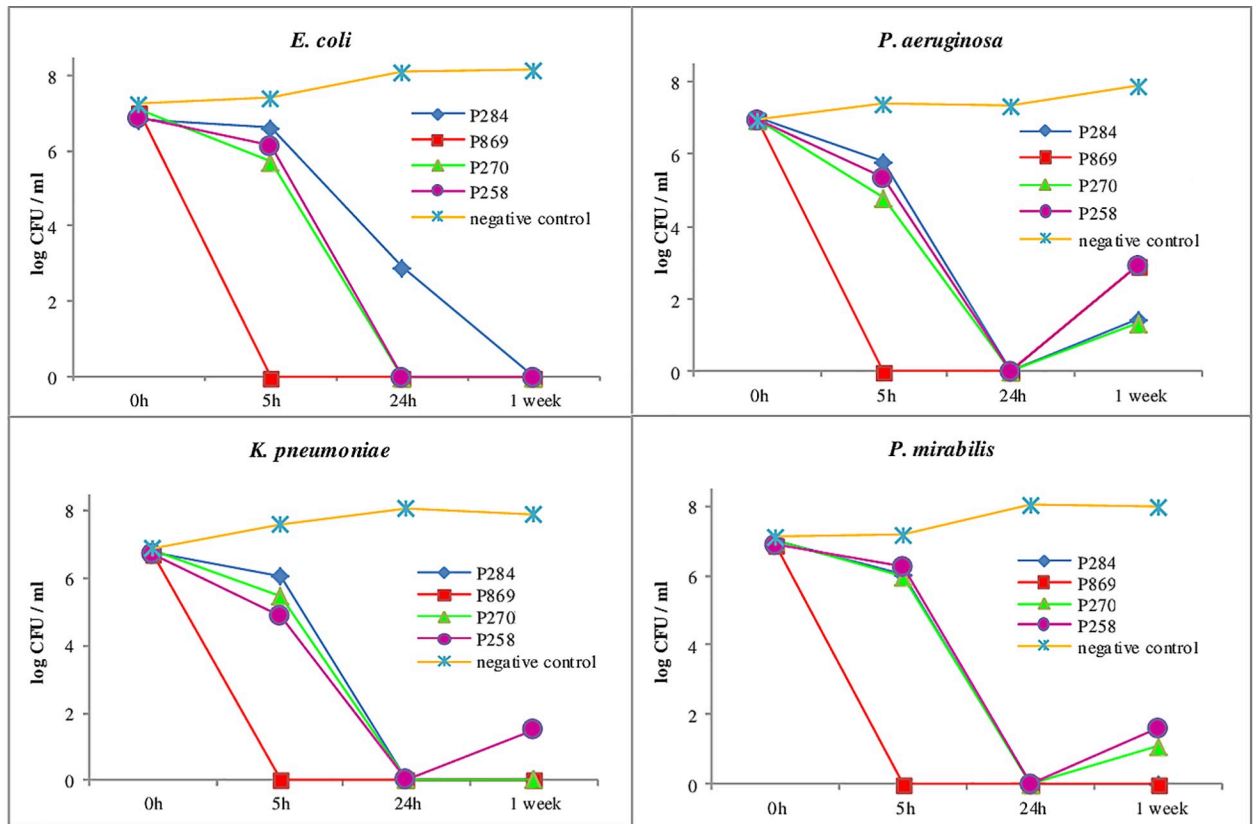 E. coli
log CFU / ml
8
6
4
2
0
0h 5h 24h 1 week
P284
P869
P270
P258
negative control
P. aeruginosa
log CFU / ml
8
6
4
2
0
0h 5h 24h 1 week
P284
P869
P270
P258
negative control
K. pneumoniae
log CFU / ml
8
6
4
2
0
0h 5h 24h 1 week
P284
P869
P270
P258
negative control
P. mirabilis
log CFU / ml
8
6
4
2
0
0h 5h 24h 1 week
P284
P869
P270
P258
negative control